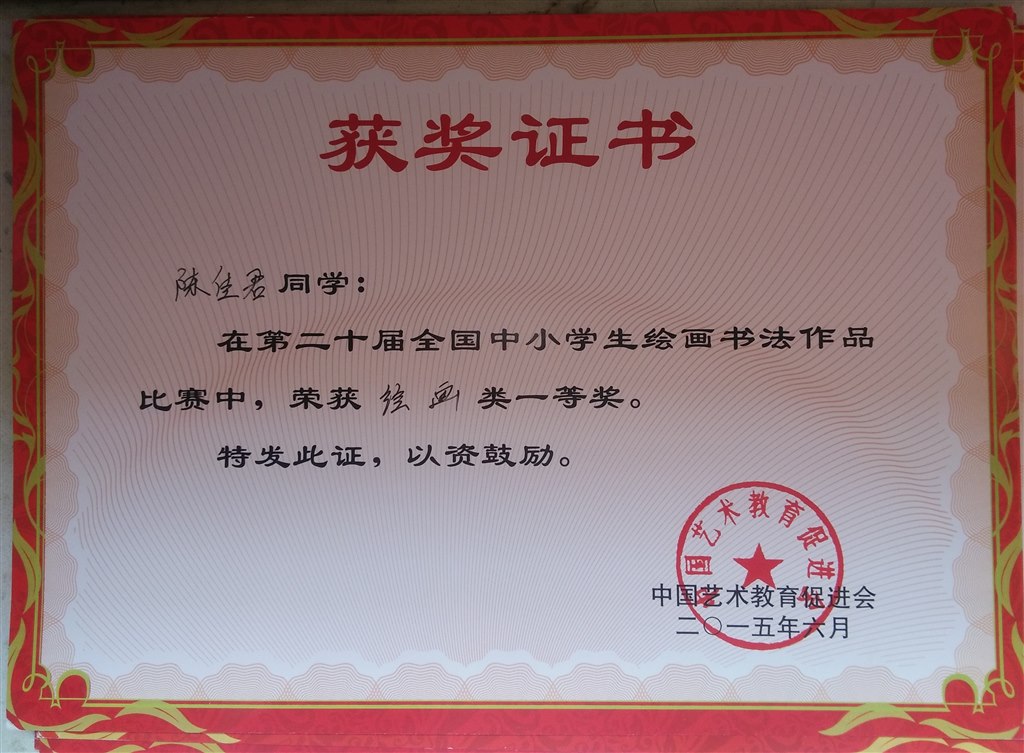 获奖证书
陈佳君同学：
在第二十届全国中小学生绘画书法作品
比赛中，荣获 绘画 类一等奖。
特发此证，以资鼓励。
中国艺术教育促进会
中国艺术教育促进会
二〇一五年六月